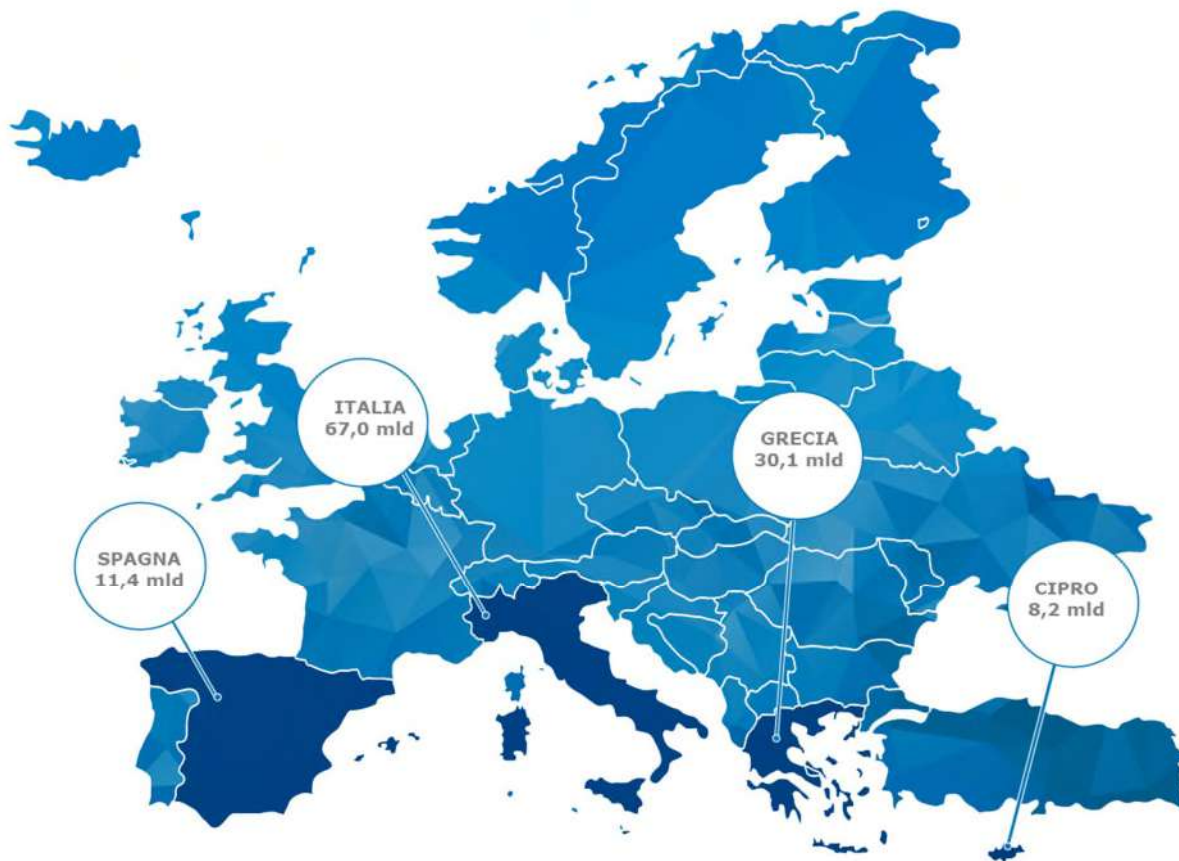 ITALIA
67,0 mld
GRECIA
30,1 mld
SPAGNA
11,4 mld
CIPRO
8,2 mld